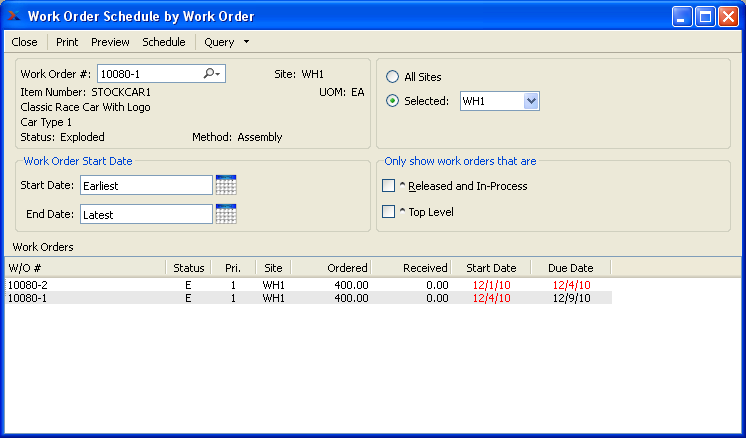 Work Order Schedule by Work Order
Close Print Preview Schedule Query
Work Order #: 10080-1 Site: WH1
Item Number: STOCKCAR1 UOM: EA
Classic Race Car With Logo
Car Type 1
Status: Exploded Method: Assembly
All Sites
Selected: WH1
Work Order Start Date
Start Date: Earliest
End Date: Latest
Only show work orders that are
^ Released and In-Process
^ Top Level
Work Orders
W/O # Status Pri. Site Ordered Received Start Date Due Date
10080-2 E 1 WH1 400.00 0.00 12/1/10 12/4/10
10080-1 E 1 WH1 400.00 0.00 12/4/10 12/9/10